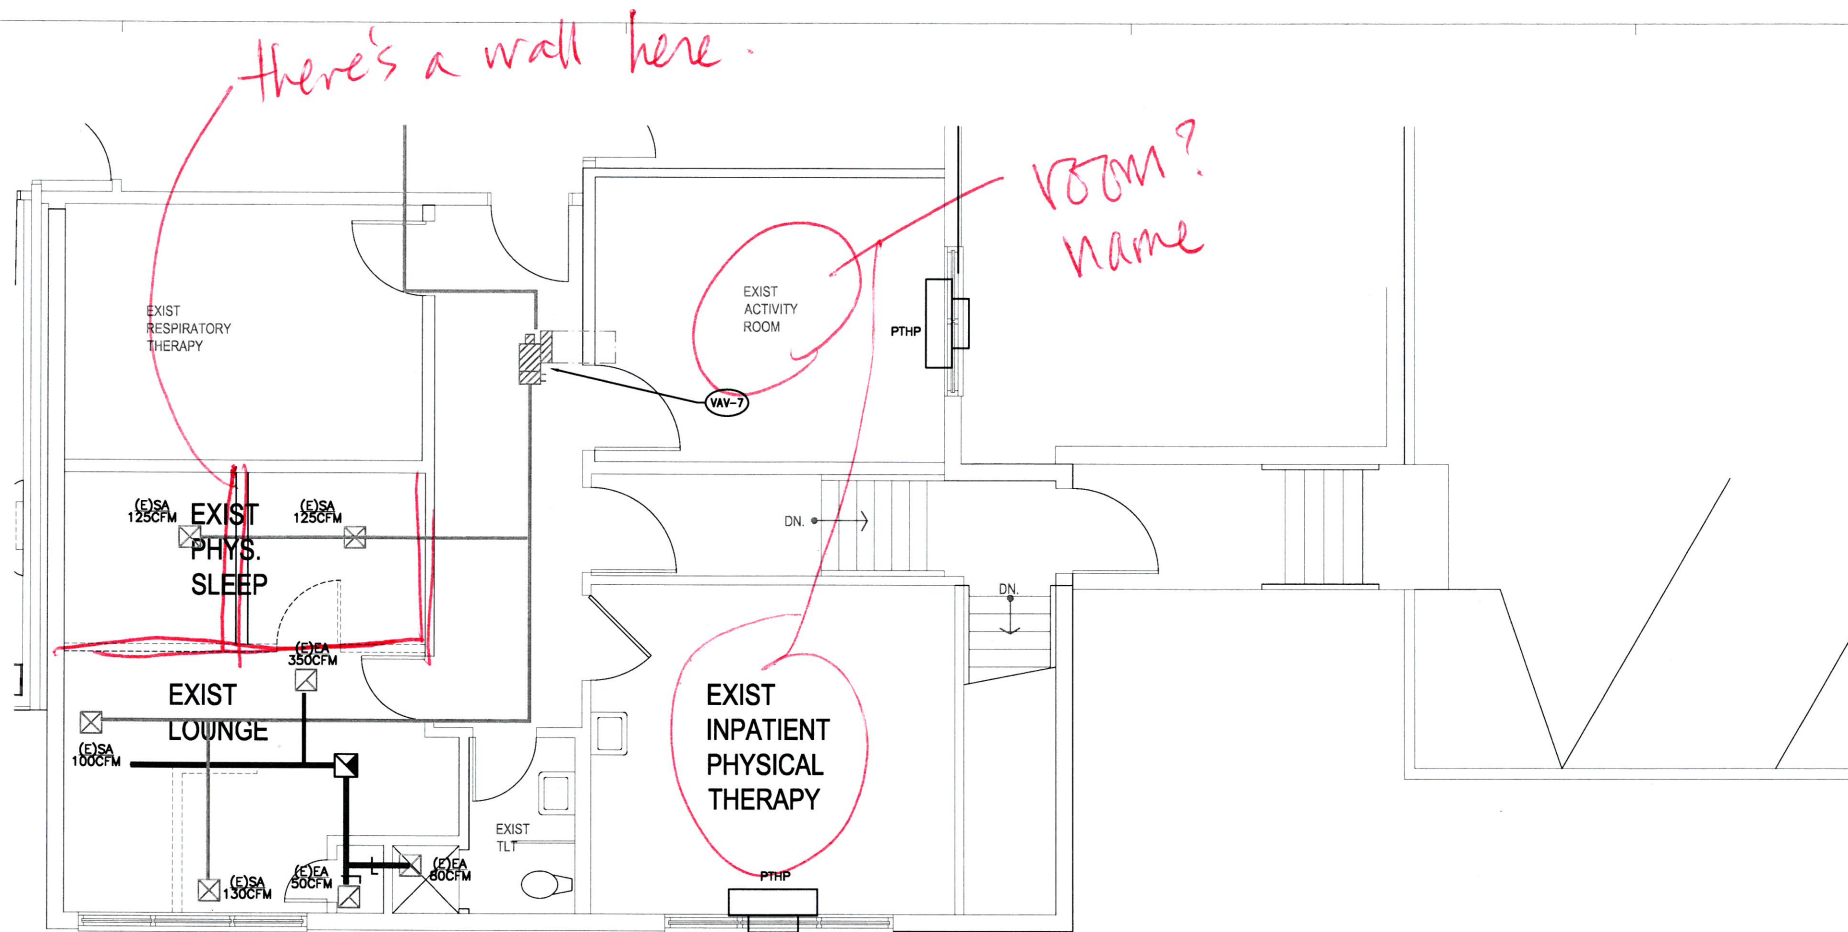 there's a wall here.
room?
name
EXIST
RESPIRATORY
THERAPY
EXIST
ACTIVITY
ROOM
PTHP
VAV-7
(E)SA
125CFM
EXIST
PHYS.
SLEEP
(E)SA
125CFM
DN.
DN.
(E)EA
350CFM
EXIST
LOUNGE
(E)SA
100CFM
EXIST
INPATIENT
PHYSICAL
THERAPY
EXIST
TLT
(E)SA
130CFM
(E)EA
50CFM
(E)EA
80CFM
PTHP